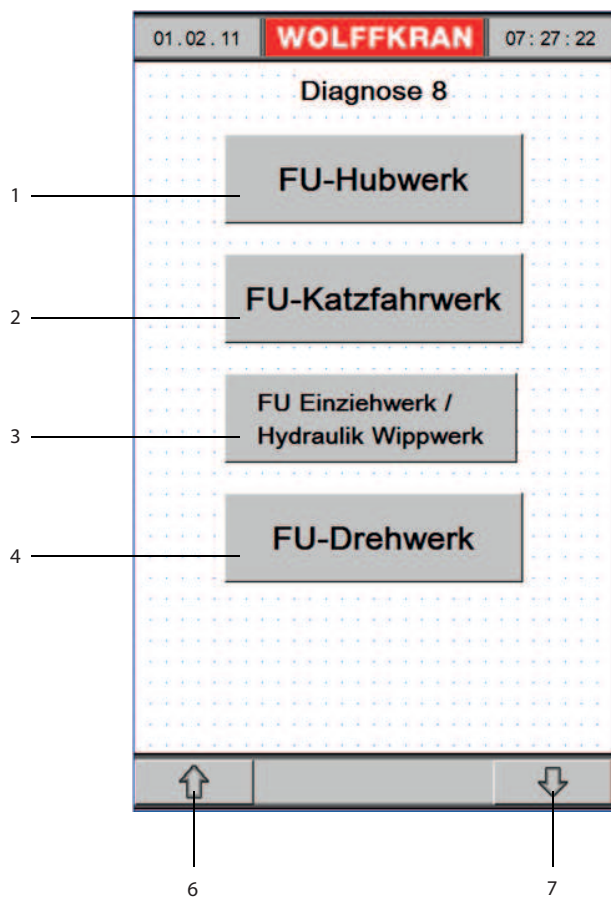 01.02.11 WOLFFKRAN 07:27:22
Diagnose 8
FU-Hubwerk
1
FU-Katzfahrwerk
2
FU Einziehwerk /
Hydraulik Wippwerk
3
FU-Drehwerk
4
6 7